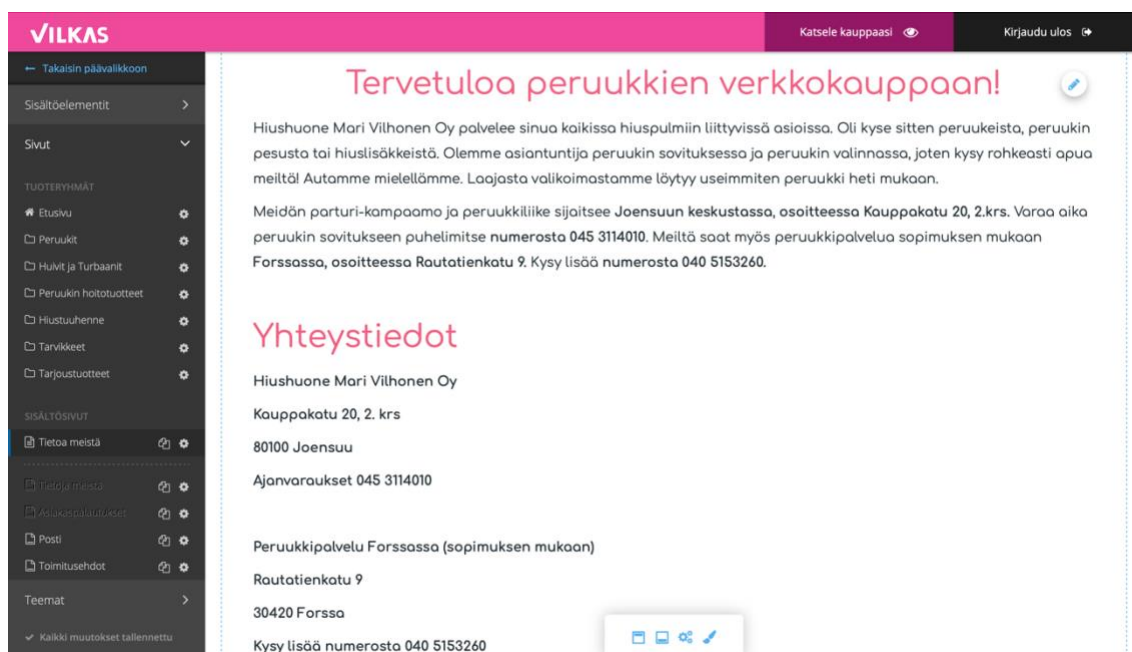 VILKAS
Katsele kauppaasi
Kirjaudu ulos
← Takaisin päävalikkoon
Sisältöelementit
Sivut
TUOTERYHMÄT
Etusivu
Peruukit
Huivit ja Turbaanit
Peruukin hoitotuotteet
Hiustuuhenne
Tarvikkeet
Tarjoustuotteet
SISÄLTÖSIVUT
Tietoa meistä
Tietoja meistä
Asiakaspalautukset
Posti
Toimitusehdot
Teemat
Kaikki muutokset tallennettu
Tervetuloa peruukkien verkkokauppaan!
Hiushuone Mari Vilhonen Oy palvelee sinua kaikissa hiuspulmiin liittyvissä asioissa. Oli kyse sitten peruukeista, peruukin
pesusta tai hiuslisäkkeistä. Olemme asiantuntija peruukin sovituksessa ja peruukin valinnassa, joten kysy rohkeasti apua
meiltä! Autamme mielellämme. Laajasta valikoimastamme löytyy useimmiten peruukki heti mukaan.
Meidän parturi-kampaamo ja peruukkiliike sijaitsee Joensuun keskustassa, osoitteessa Kauppakatu 20, 2.krs. Varaa aika
peruukin sovitukseen puhelimitse numerosta 045 3114010. Meiltä saat myös peruukkipalvelua sopimuksen mukaan
Forssassa, osoitteessa Rautatienkatu 9. Kysy lisää numerosta 040 5153260.
Yhteystiedot
Hiushuone Mari Vilhonen Oy
Kauppakatu 20, 2. krs
80100 Joensuu
Ajanvaraukset 045 3114010
Peruukkipalvelu Forssassa (sopimuksen mukaan)
Rautatienkatu 9
30420 Forssa
Kysy lisää numerosta 040 5153260